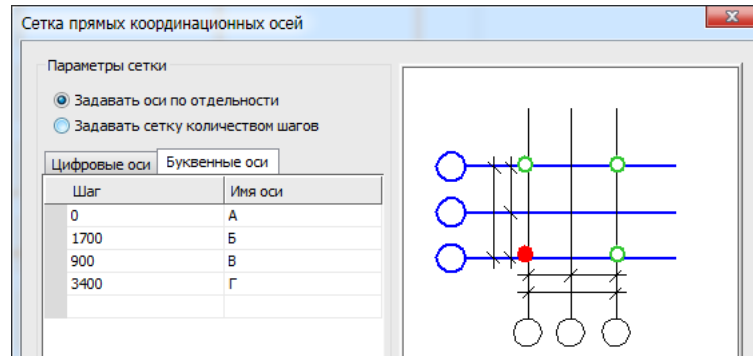 Сетка прямых координационных осей
Параметры сетки
Задавать оси по отдельности
Задавать сетку количеством шагов
Цифровые оси Буквенные оси
Шаг Имя оси
0 А
1700 Б
900 В
3400 Г